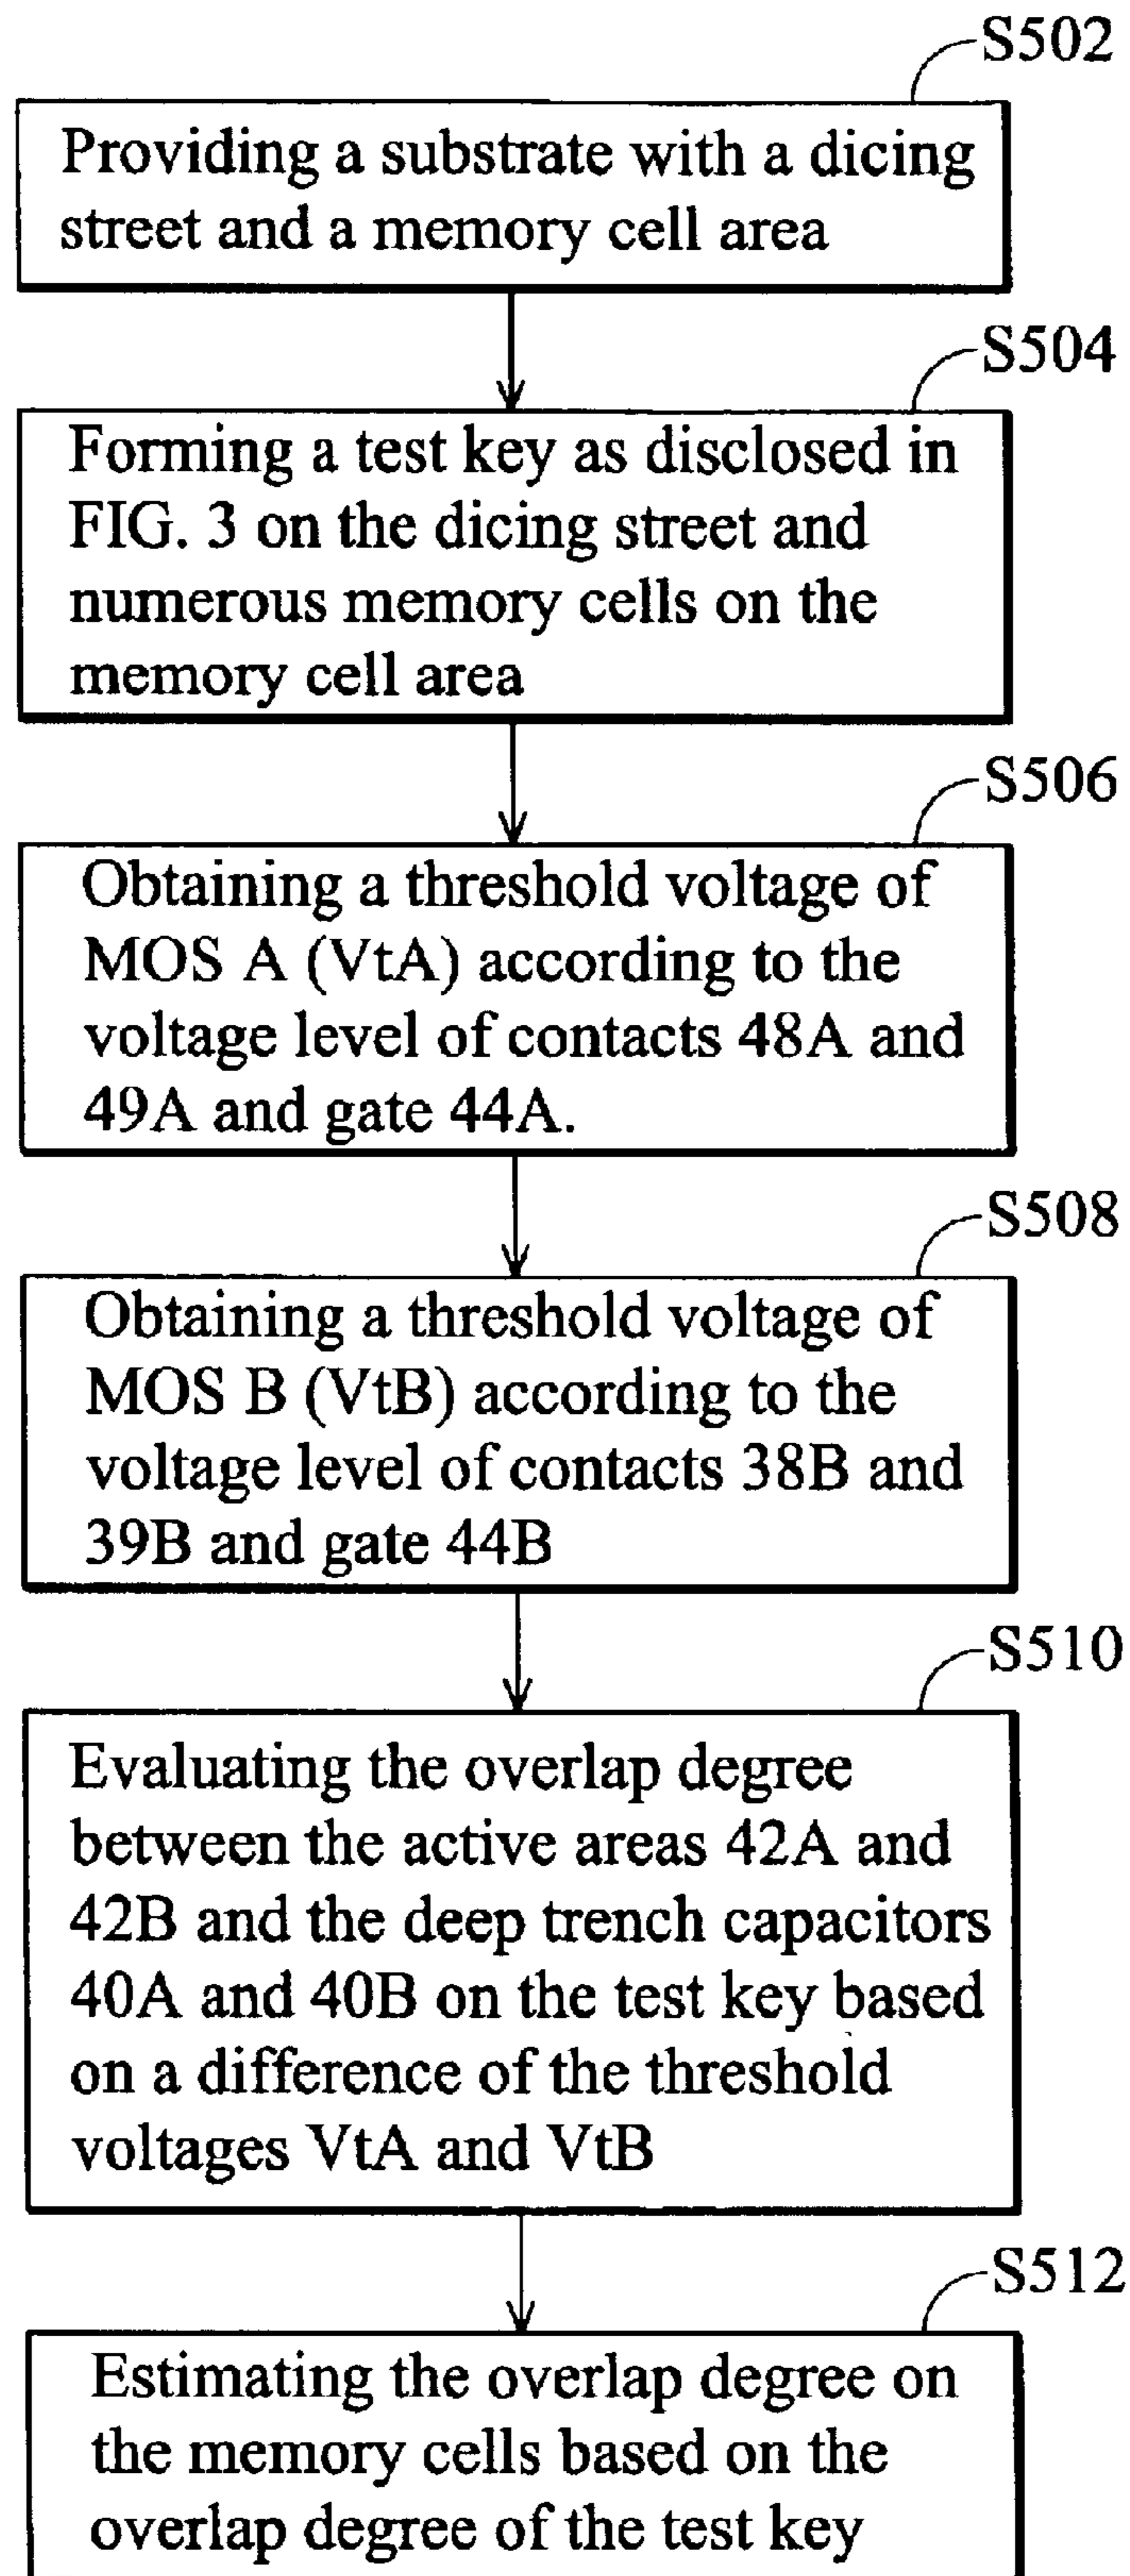 S502
Providing a substrate with a dicing
street and a memory cell area
S504
Forming a test key as disclosed in
FIG. 3 on the dicing street and
numerous memory cells on the
memory cell area
S506
Obtaining a threshold voltage of
MOS A (VtA) according to the
voltage level of contacts 48A and
49A and gate 44A.
S508
Obtaining a threshold voltage of
MOS B (VtB) according to the
voltage level of contacts 38B and
39B and gate 44B
S510
Evaluating the overlap degree
between the active areas 42A and
42B and the deep trench capacitors
40A and 40B on the test key based
on a difference of the threshold
voltages VtA and VtB
S512
Estimating the overlap degree on
the memory cells based on the
overlap degree of the test key